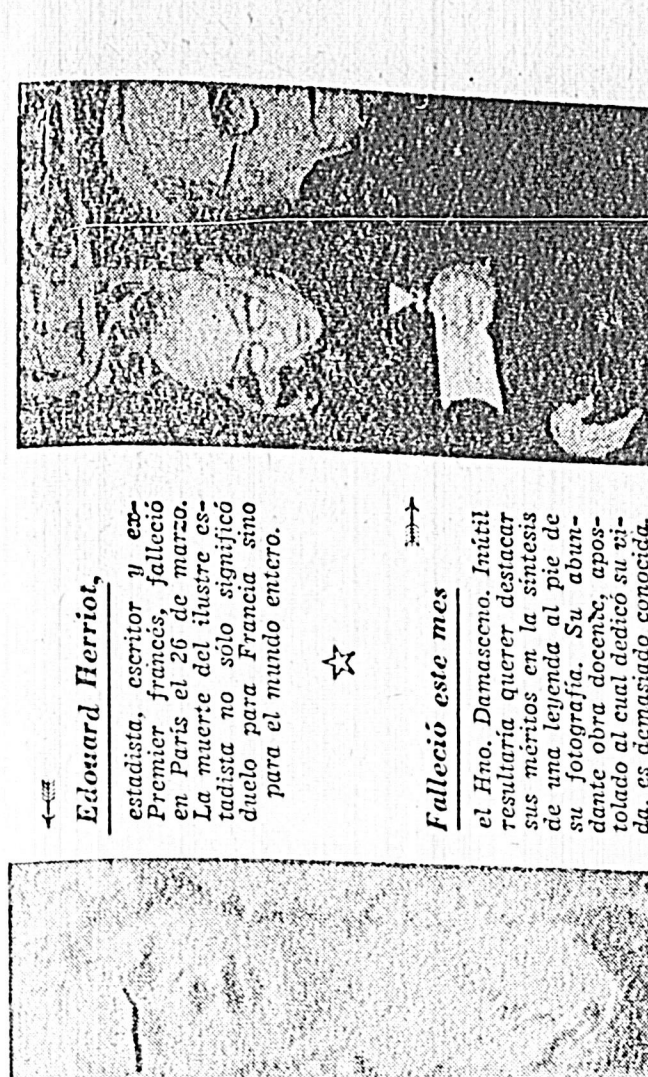 Edouard Herriot,
estadista, escritor y ex-
Premier francés, falleció
en París el 26 de marzo.
La muerte del ilustre es-
tadista no sólo significó
duelo para Francia sino
para el mundo entero.
Falleció este mes
el Hno. Damasceno. Inútil
resultaría querer destacar
sus méritos en la síntesis
de una leyenda al pie de
su fotografía. Su abun-
dante obra docente, apos-
tolado al cual dedicó su vi-
da, es demasiado conocida.